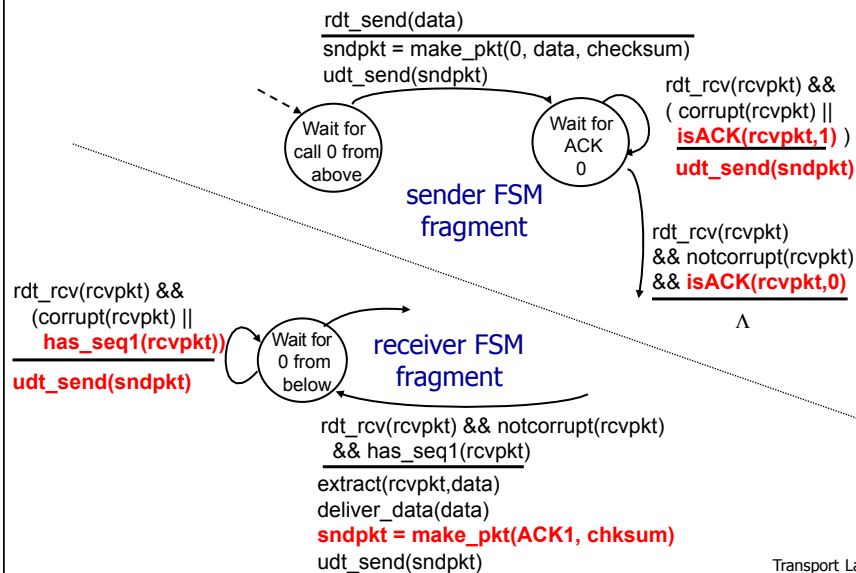 rdt_send(data)
sndpkt = make_pkt(0, data, checksum)
udt_send(sndpkt)
Wait for
call 0 from
above
Wait for
ACK
0
rdt_rcv(rcvpkt) &&
( corrupt(rcvpkt) ||
isACK(rcvpkt,1) )
udt_send(sndpkt)
sender FSM
fragment
rdt_rcv(rcvpkt)
&& notcorrupt(rcvpkt)
&& isACK(rcvpkt,0)
Λ
rdt_rcv(rcvpkt) &&
(corrupt(rcvpkt) ||
has_seq1(rcvpkt))
udt_send(sndpkt)
Wait for
0 from
below
receiver FSM
fragment
rdt_rcv(rcvpkt) && notcorrupt(rcvpkt)
&& has_seq1(rcvpkt)
extract(rcvpkt,data)
deliver_data(data)
sndpkt = make_pkt(ACK1, chksum)
udt_send(sndpkt)
Transport La